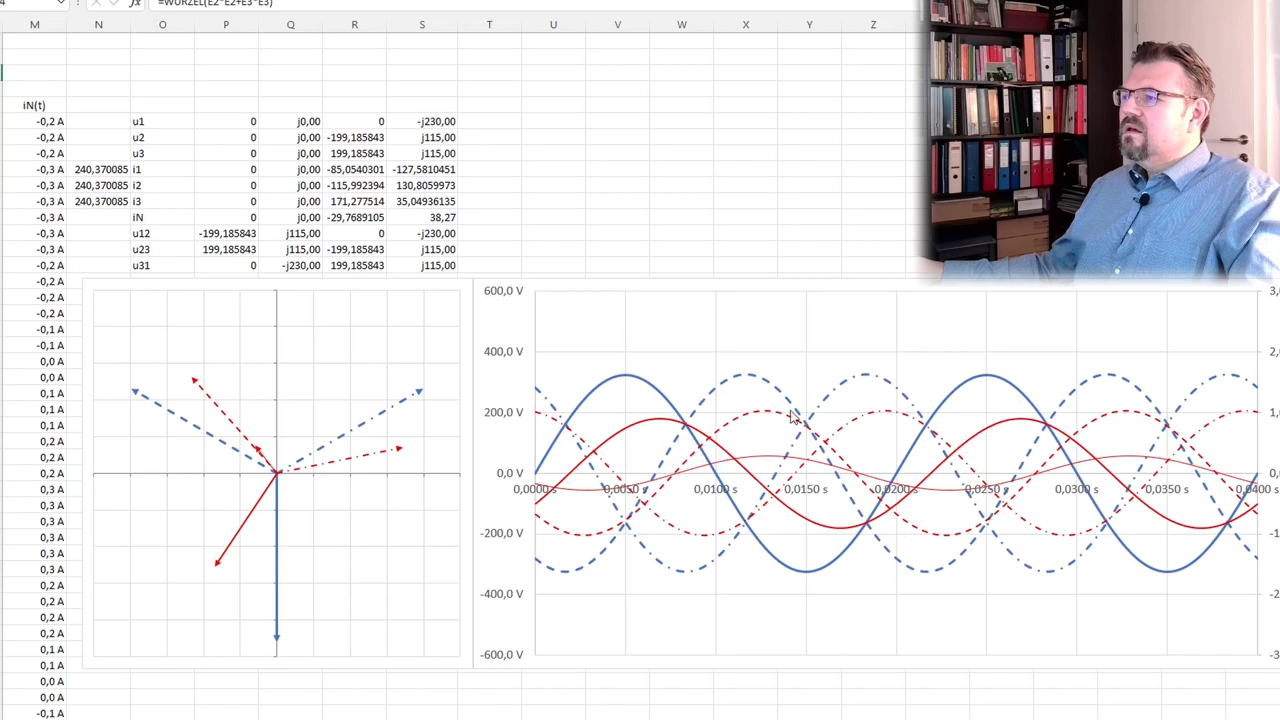 =WURZEL(E2*E2+E3*E3)
M N O P Q R S T U V W X Y Z
iN(t)
-0,2 A u1 0 j0,00 0 -j230,00
-0,2 A u2 0 j0,00 -199,185843 j115,00
-0,2 A u3 0 j0,00 199,185843 j115,00
-0,3 A 240,370085 i1 0 j0,00 -85,0540301 -127,5810451
-0,3 A 240,370085 i2 0 j0,00 -115,992394 130,8059973
-0,3 A 240,370085 i3 0 j0,00 171,277514 35,04936135
-0,3 A iN 0 j0,00 -29,7689105 38,27
-0,3 A u12 -199,185843 j115,00 0 -j230,00
-0,3 A u23 199,185843 j115,00 -199,185843 j115,00
-0,2 A u31 0 -j230,00 199,185843 j115,00
-0,2 A
-0,2 A
-0,2 A
-0,1 A
-0,1 A
0,0 A
0,0 A
0,1 A
0,1 A
0,1 A
0,2 A
0,2 A
0,2 A
0,3 A
0,3 A
0,3 A
0,3 A
0,3 A
0,3 A
0,2 A
0,2 A
0,2 A
0,2 A
0,1 A
0,1 A
0,0 A
0,0 A
-0,1 A
600,0 V
400,0 V
200,0 V
0,0 V
-200,0 V
-400,0 V
-600,0 V
0,0000 s 0,0050 s 0,0100 s 0,0150 s 0,0200 s 0,0250 s 0,0300 s 0,0350 s 0,0400 s